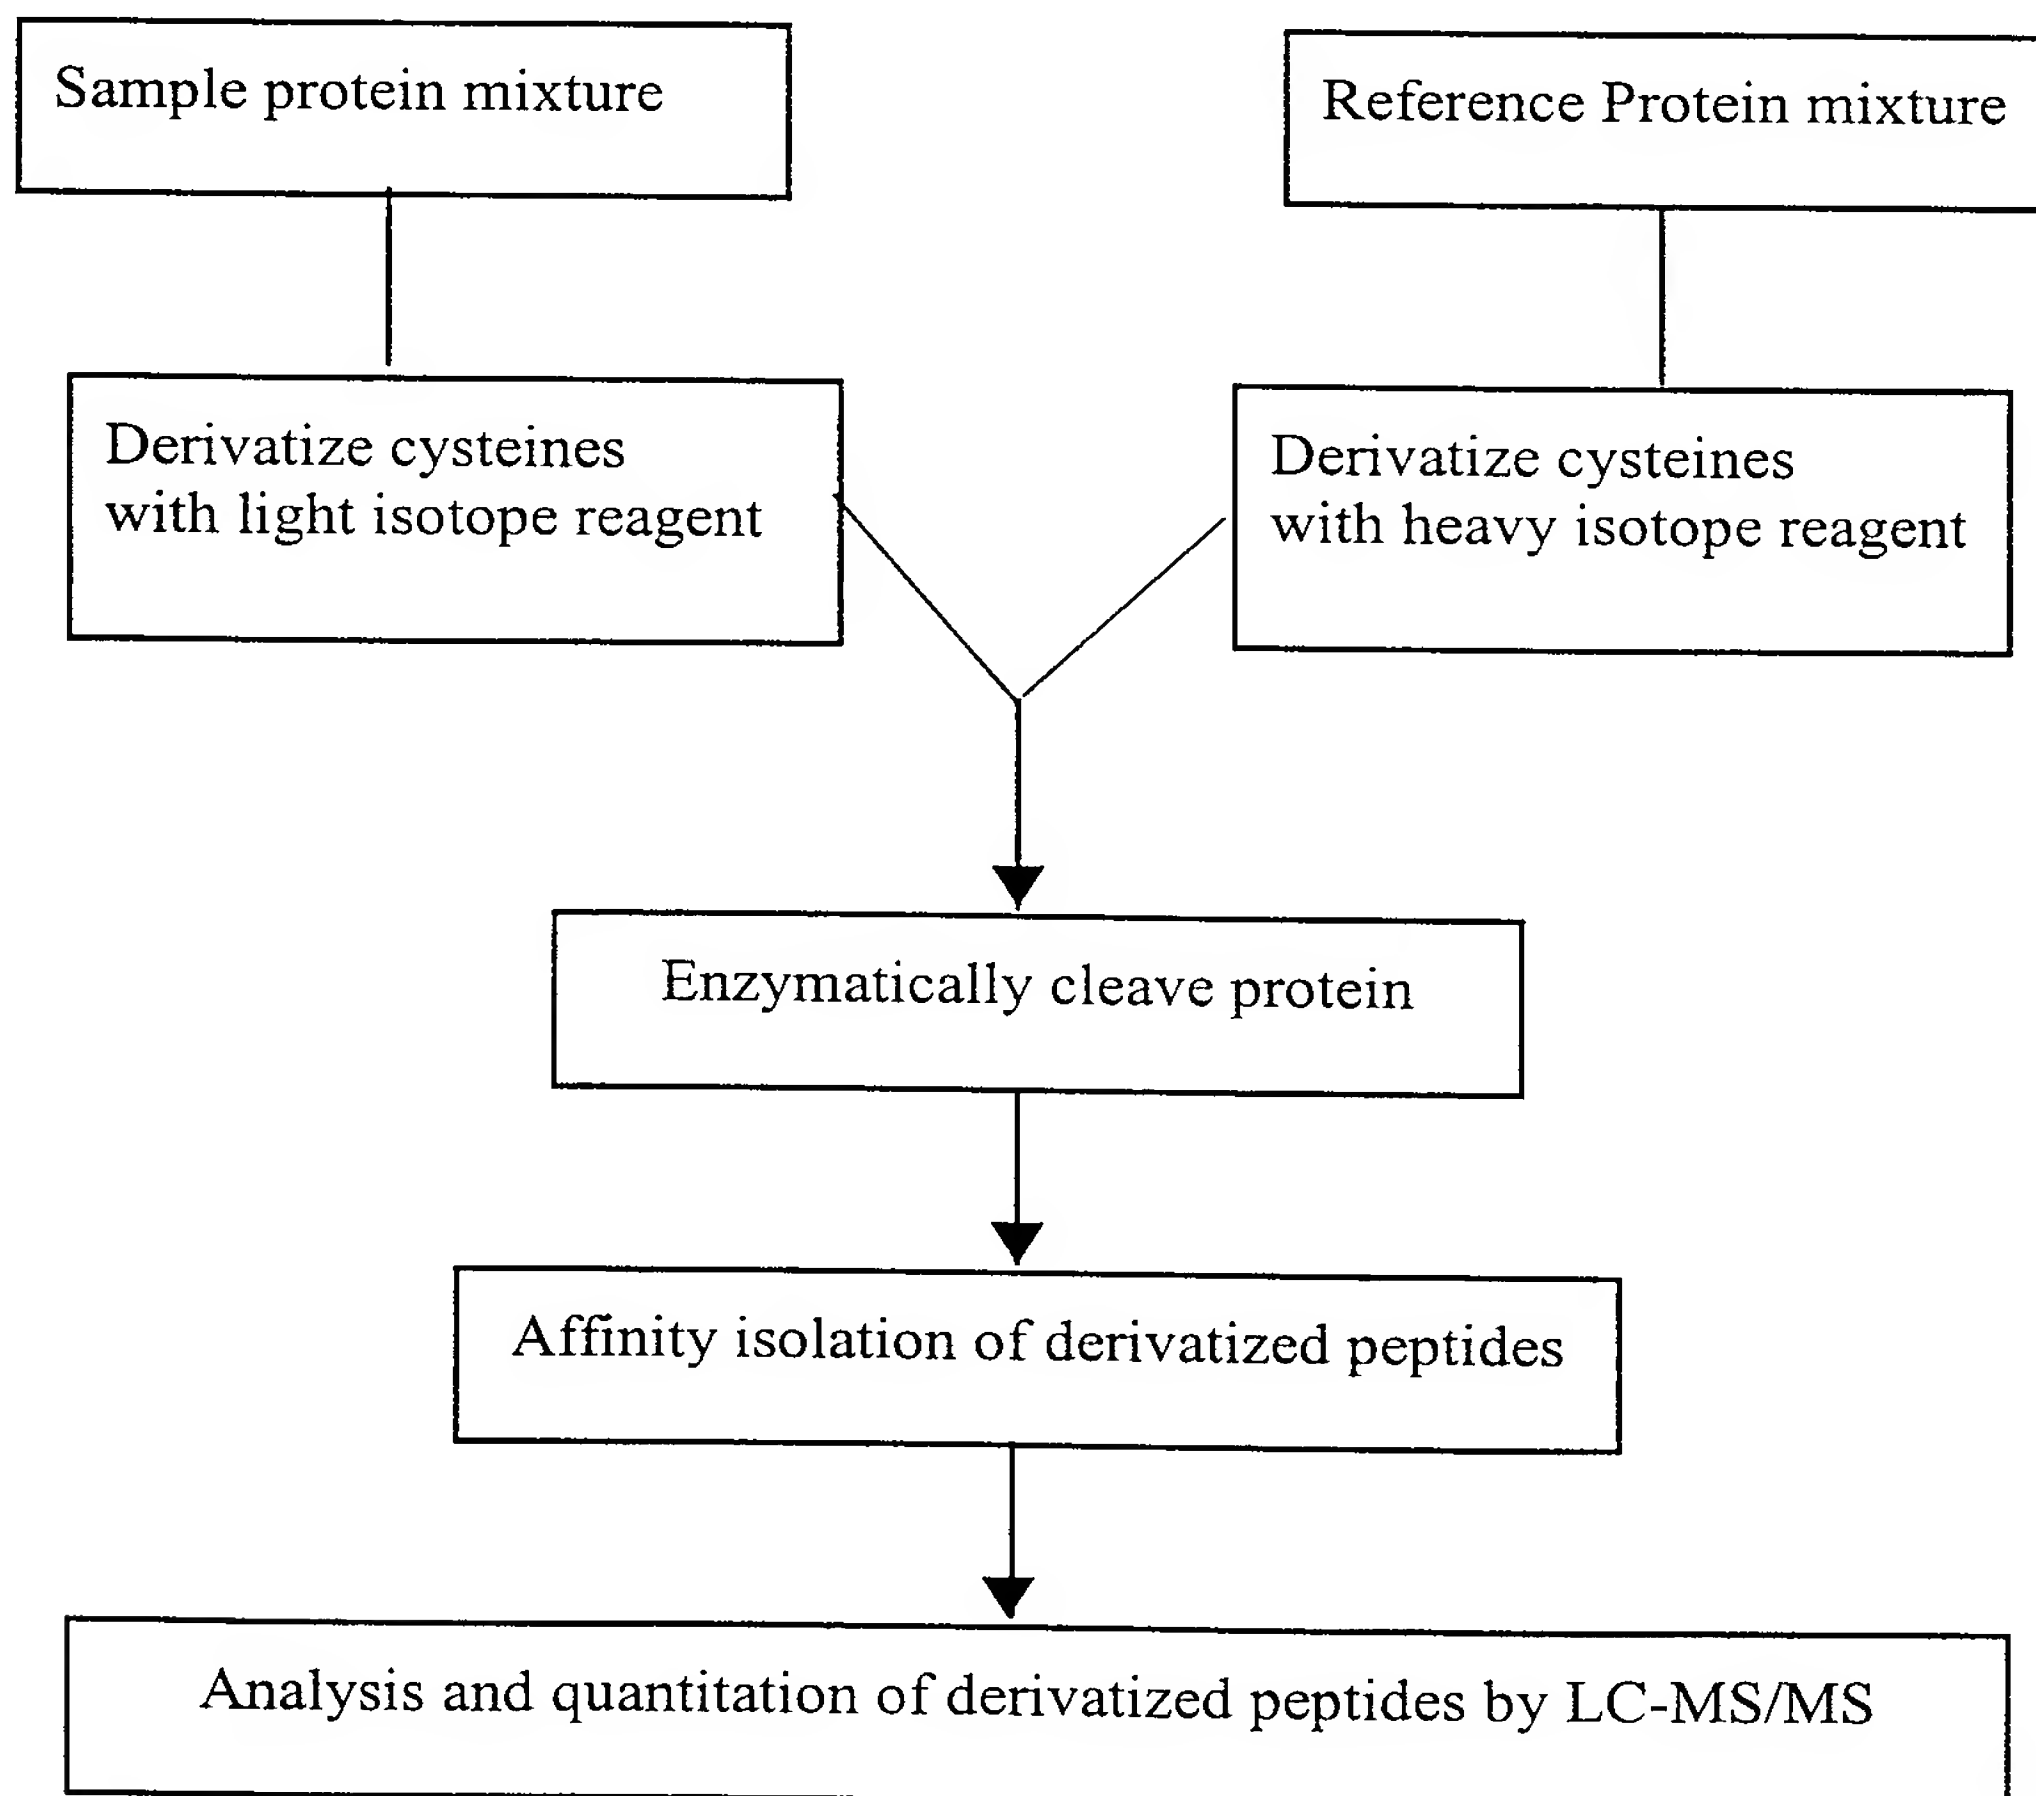 Sample protein mixture
Reference Protein mixture
Derivatize cysteines
with light isotope reagent
Derivatize cysteines
with heavy isotope reagent
Enzymatically cleave protein
Affinity isolation of derivatized peptides
Analysis and quantitation of derivatized peptides by LC-MS/MS